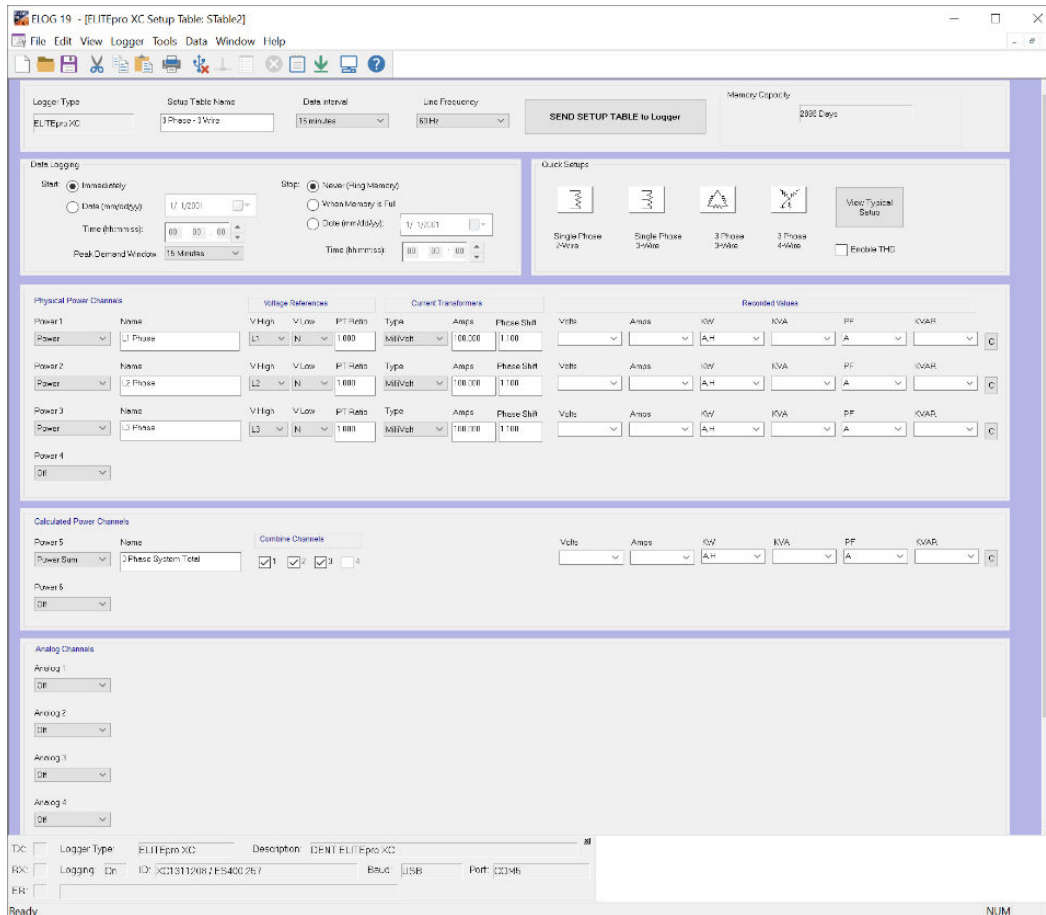 ELOG 19 - [ELITEpro XC Setup Table: STable2]
File Edit View Logger Tools Data Window Help
Memory Capacity
Logger Type Setup Table Name Data Interval Line Frequency
SEND SETUP TABLE to Logger
ELITEpro XC 3 Phase - 3 Wire 15 minutes 60 Hz
Days
Data Logging
Start: Immediately Stop: Never (Ring Memory)
Date (mm/dd/yy): 1/ 1/2001 When Memory is Full
Time (hh:mm:ss): 00 : 00 : 00 Date (mm/dd/yy): 1/ 1/2001
Peak Demand Window 15 Minutes Time (hh:mm:ss): 00 : 00 : 00
Quick Setups
Single Phase 2-Wire
Single Phase 3-Wire
3 Phase 3-Wire
3 Phase 4-Wire
View Typical Setup
Enable THD
Physical Power Channels Voltage References Current Transformers Recorded Values
Power 1 Name V High V Low PT Ratio Type Amps Phase Shift Volts Amps KW KVA PF KVAR
Power L1 Phase L1 N 1.000 MilliVolt 100.000 1.100 A,H A C
Power 2 Name V High V Low PT Ratio Type Amps Phase Shift Volts Amps KW KVA PF KVAR
Power L2 Phase L2 N 1.000 MilliVolt 100.000 1.100 A,H A C
Power 3 Name V High V Low PT Ratio Type Amps Phase Shift Volts Amps KW KVA PF KVAR
Power L3 Phase L3 N 1.000 MilliVolt 100.000 1.100 A,H A C
Power 4
Off
Calculated Power Channels
Power 5 Name Combine Channels Volts Amps KW KVA PF KVAR
Power Sum 3 Phase System Total 1 2 3 4 A,H A C
Power 6
Off
Analog Channels
Analog 1
Off
Analog 2
Off
Analog 3
Off
Analog 4
Off
TX: Logger Type: ELITEpro XC Description: DENT ELITEpro XC
RX: Logging: On ID: XC1311208 / ES400.257 Baud: USB Port: COM5
ER:
Ready NUM